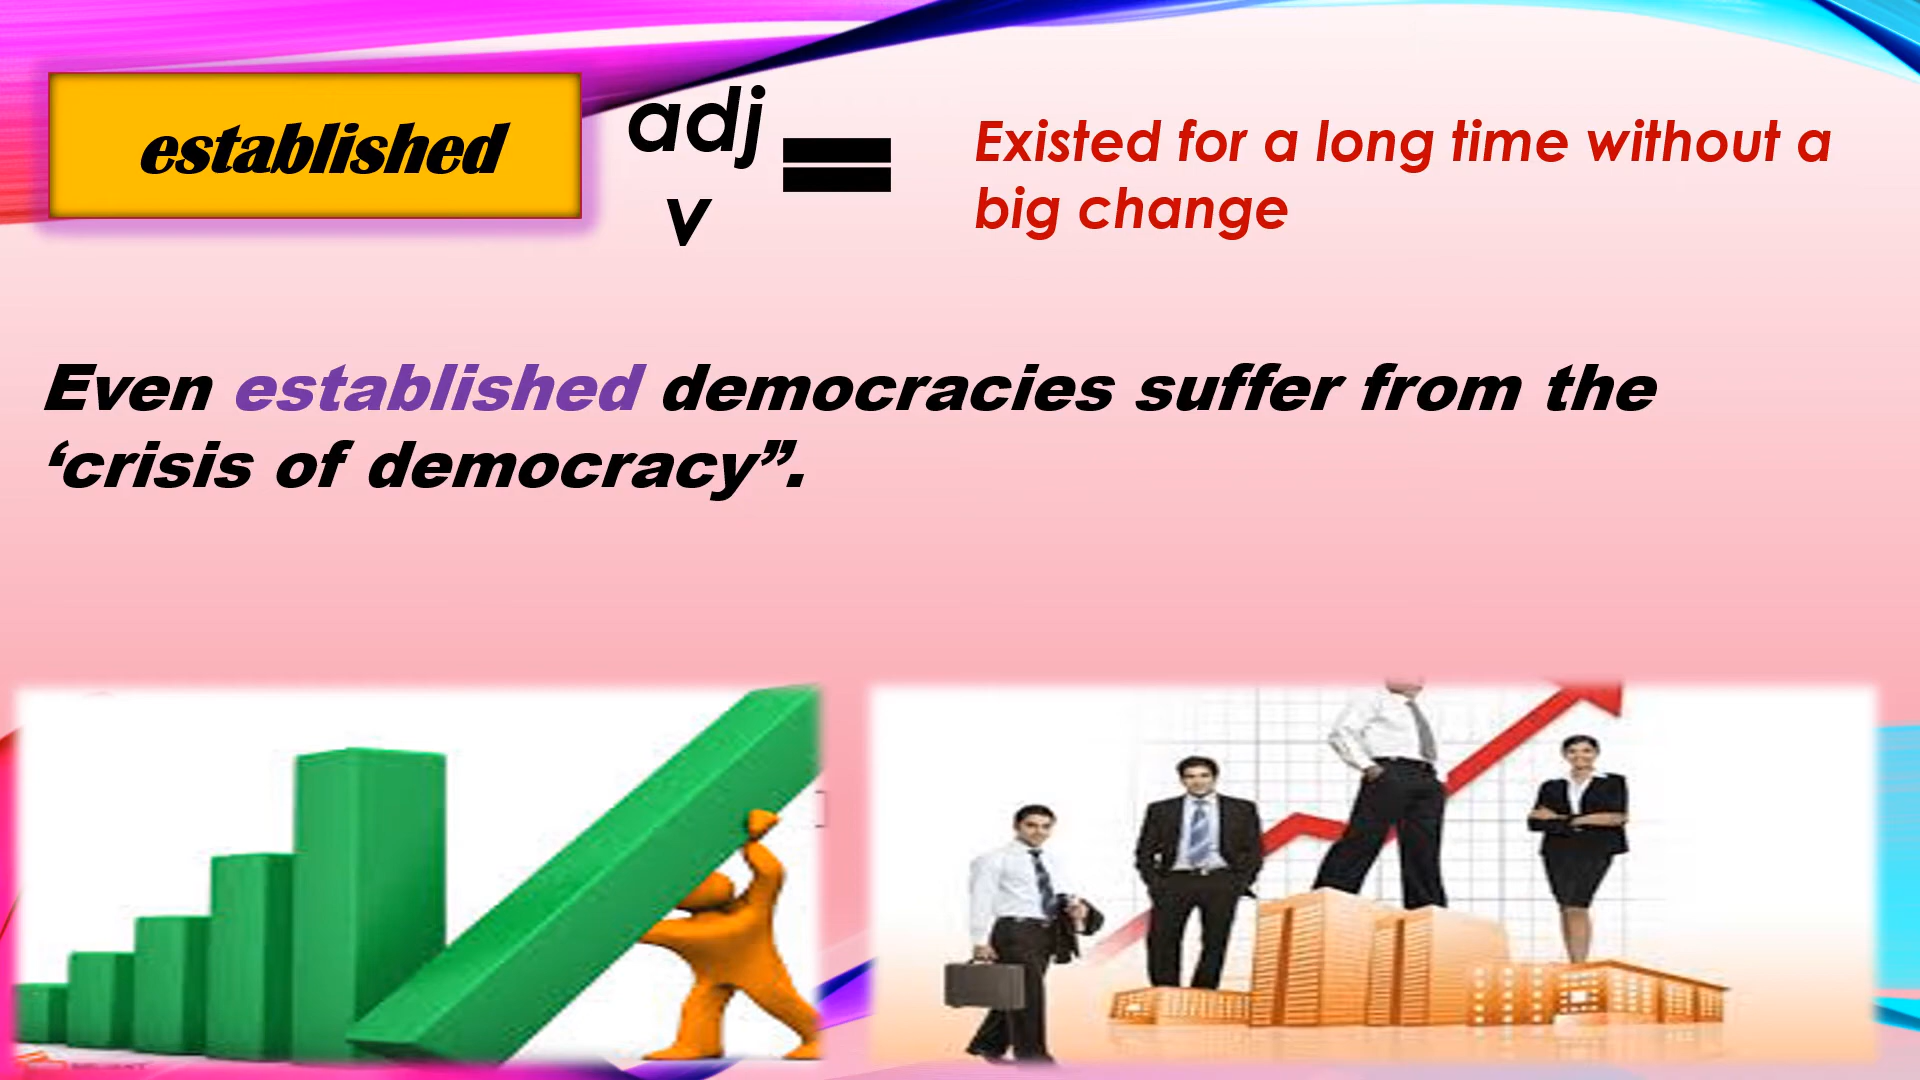 established
adj
v
=
Existed for a long time without a
big change
Even established democracies suffer from the
‘crisis of democracy”.